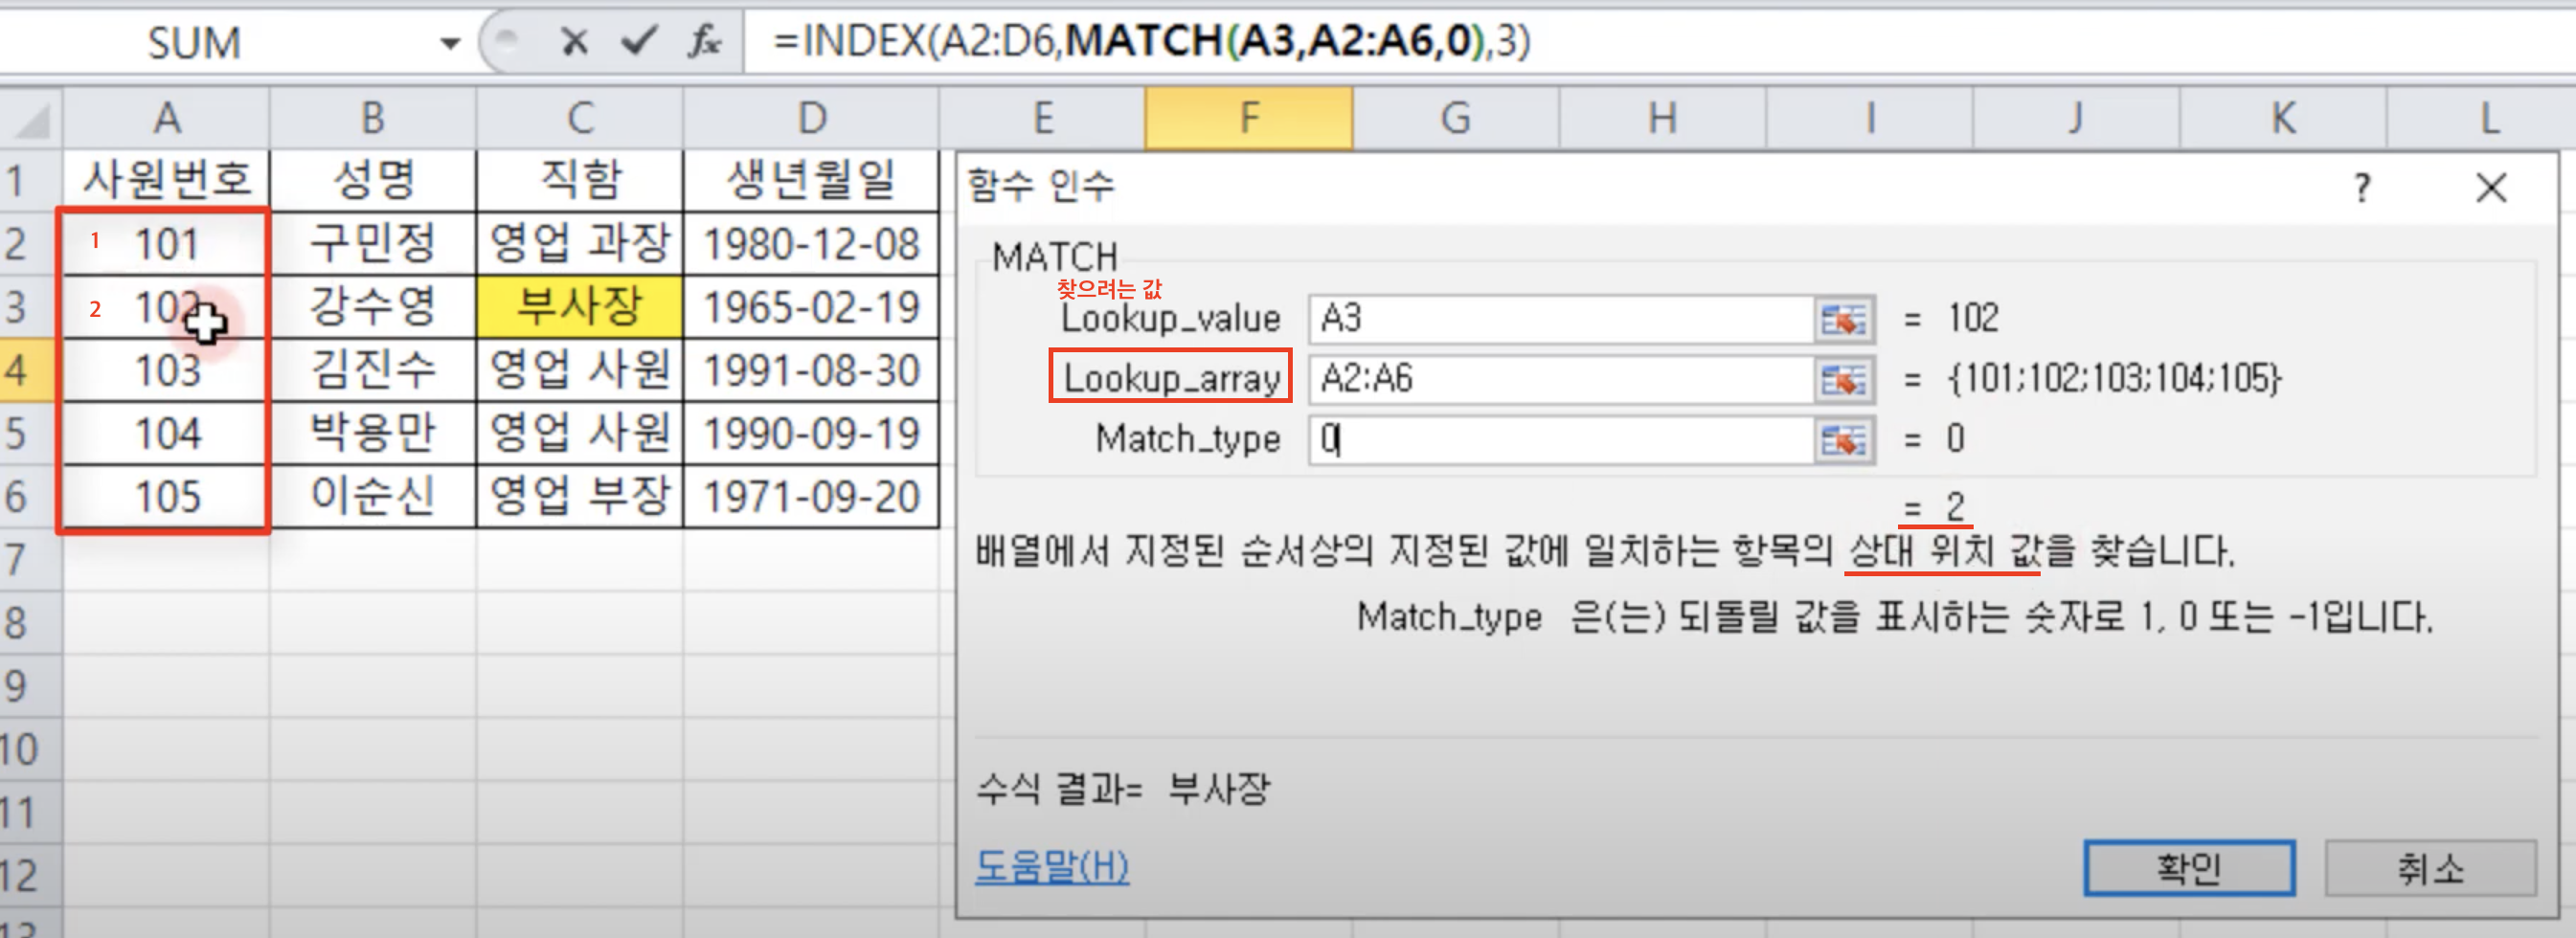 SUM =INDEX(A2:D6,MATCH(A3,A2:A6,0),3)
A B C D E F G H I J K L
1 사원번호 성명 직함 생년월일
2 1 101 구민정 영업 과장 1980-12-08
3 2 102 강수영 부사장 1965-02-19
4 103 김진수 영업 사원 1991-08-30
5 104 박용만 영업 사원 1990-09-19
6 105 이순신 영업 부장 1971-09-20
7
8
9
10
11
12
13
함수 인수 ?
MATCH
찾으려는 값
Lookup_value A3 = 102
Lookup_array A2:A6 = {101;102;103;104;105}
Match_type 0 = 0
= 2
배열에서 지정된 순서상의 지정된 값에 일치하는 항목의 상대 위치 값을 찾습니다.
Match_type 은(는) 되돌릴 값을 표시하는 숫자로 1, 0 또는 -1입니다.
수식 결과= 부사장
도움말(H)
확인 취소